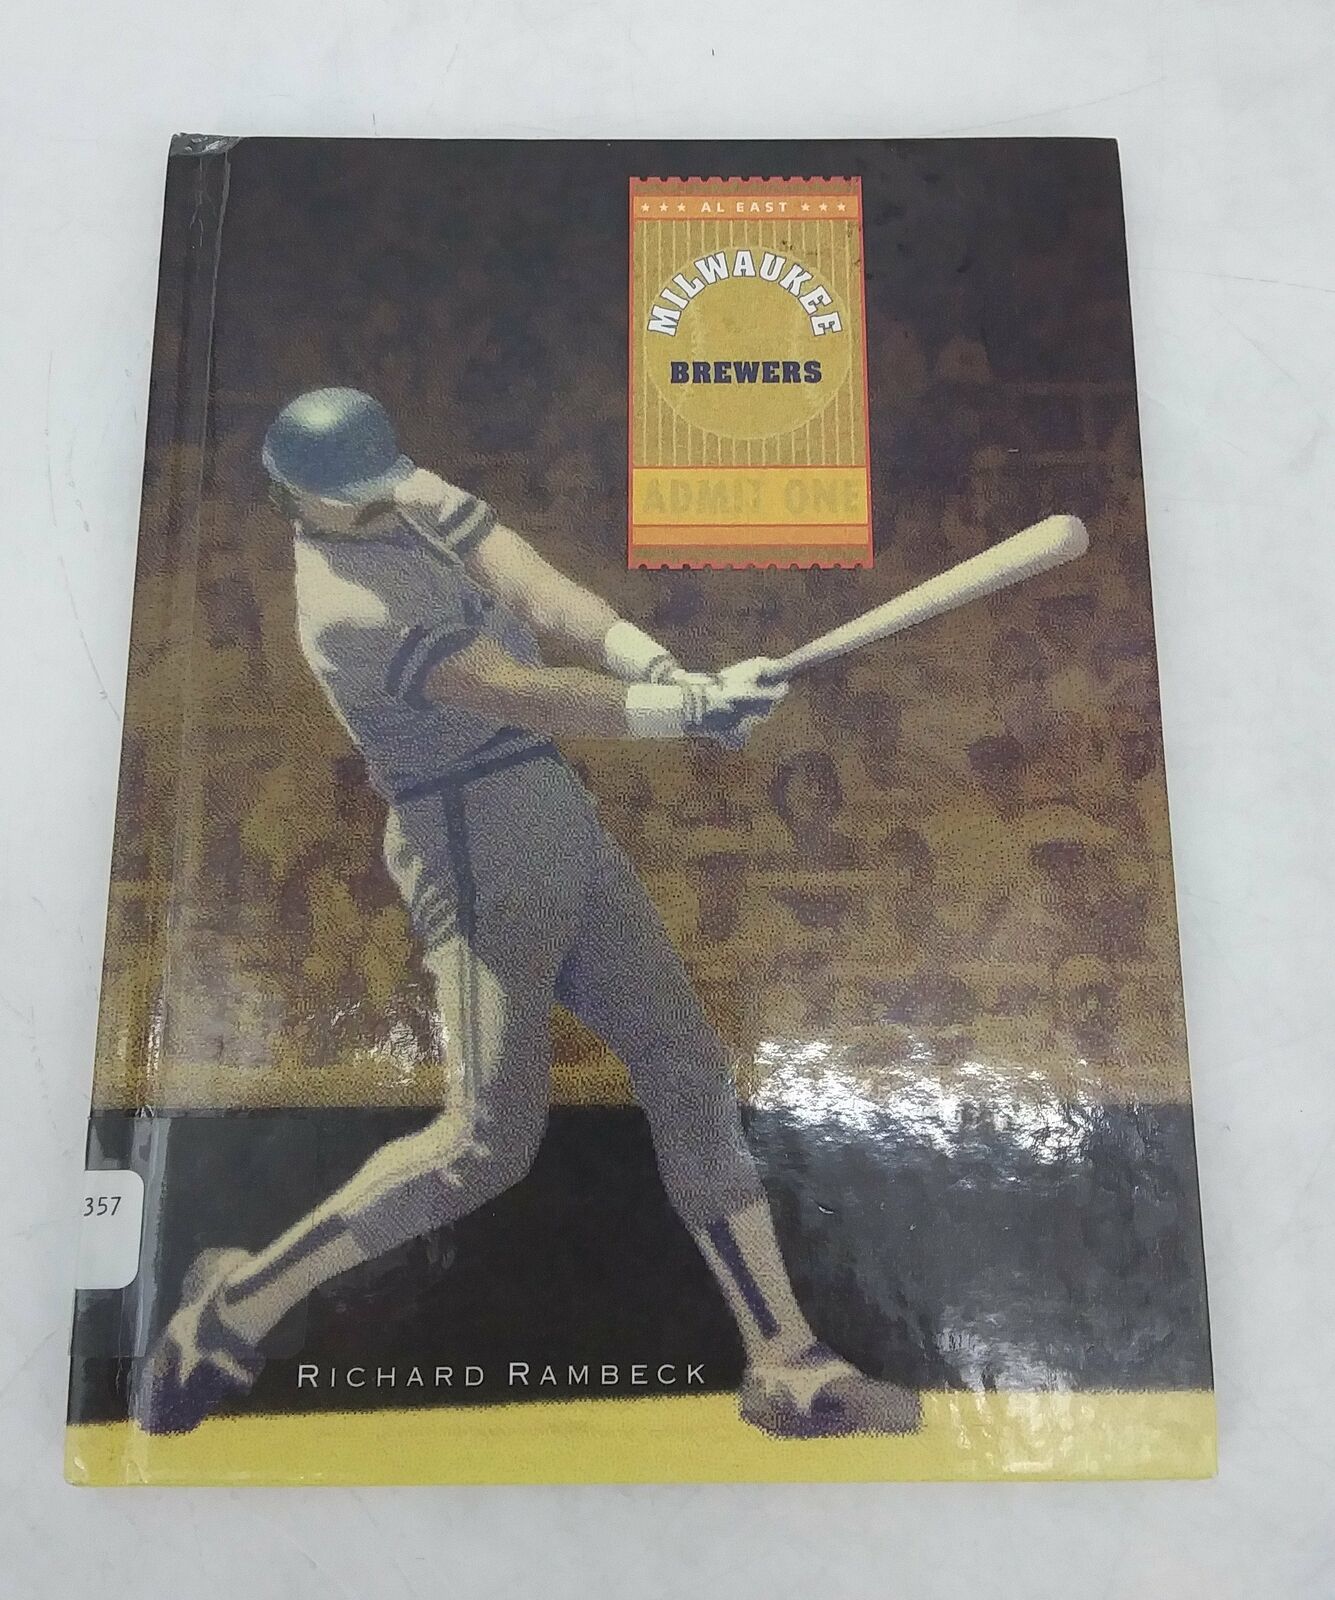 ★ ★ ★ AL EAST ★ ★ ★
MILWAUKEE
BREWERS
ADMIT ONE
357
RICHARD RAMBECK